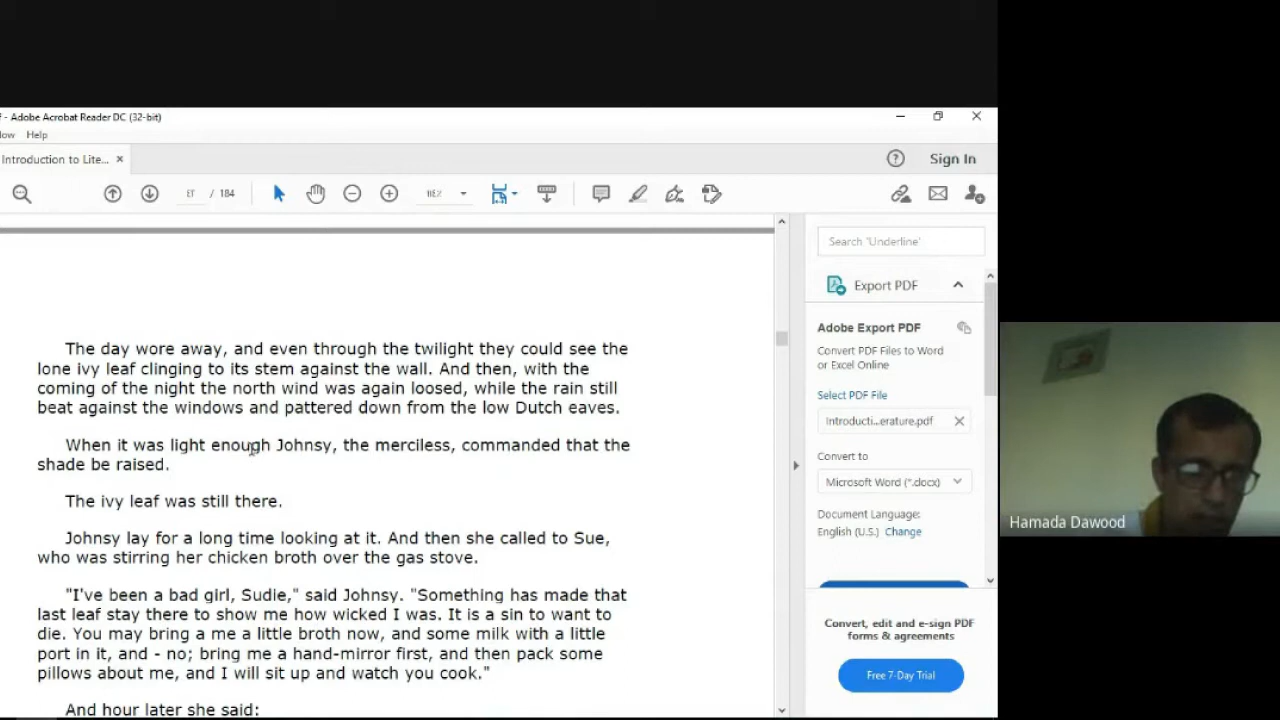 - Adobe Acrobat Reader DC (32-bit)
Help
Introduction to Lite...
Sign In
/ 184
Search 'Underline'
Export PDF
Adobe Export PDF
Convert PDF Files to Word
or Excel Online
Select PDF File
Introducti...erature.pdf
Convert to
Microsoft Word (*.docx)
Document Language:
English (U.S.) Change
Convert, edit and e-sign PDF
forms & agreements
Free 7-Day Trial
The day wore away, and even through the twilight they could see the
lone ivy leaf clinging to its stem against the wall. And then, with the
coming of the night the north wind was again loosed, while the rain still
beat against the windows and pattered down from the low Dutch eaves.
When it was light enough Johnsy, the merciless, commanded that the
shade be raised.
The ivy leaf was still there.
Johnsy lay for a long time looking at it. And then she called to Sue,
who was stirring her chicken broth over the gas stove.
"I've been a bad girl, Sudie," said Johnsy. "Something has made that
last leaf stay there to show me how wicked I was. It is a sin to want to
die. You may bring a me a little broth now, and some milk with a little
port in it, and - no; bring me a hand-mirror first, and then pack some
pillows about me, and I will sit up and watch you cook."
And hour later she said:
Hamada Dawood